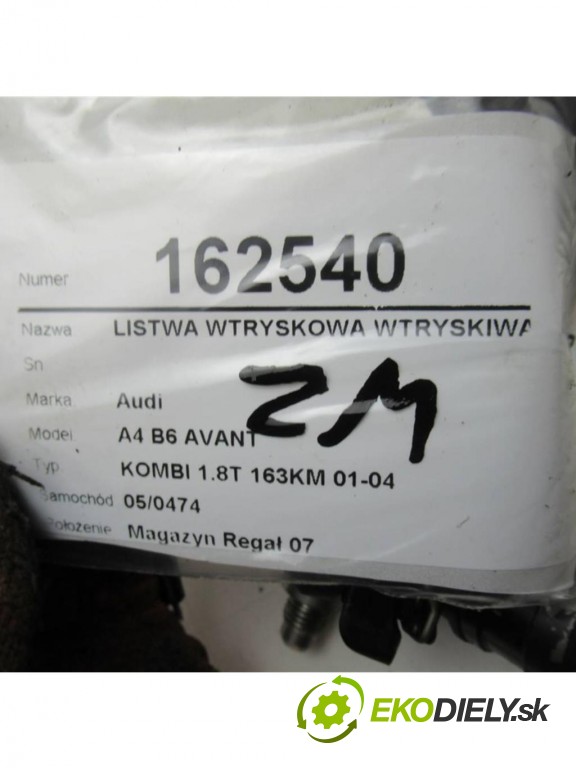 Numer 162540
Nazwa LISTWA WTRYSKOWA WTRYSKIWA
Sn
ZM
Marka Audi
Model A4 B6 AVANT
Typ KOMBI 1.8T 163KM 01-04
Samochód 05/0474
Położenie Magazyn Regał 07
EKODIELY.sk